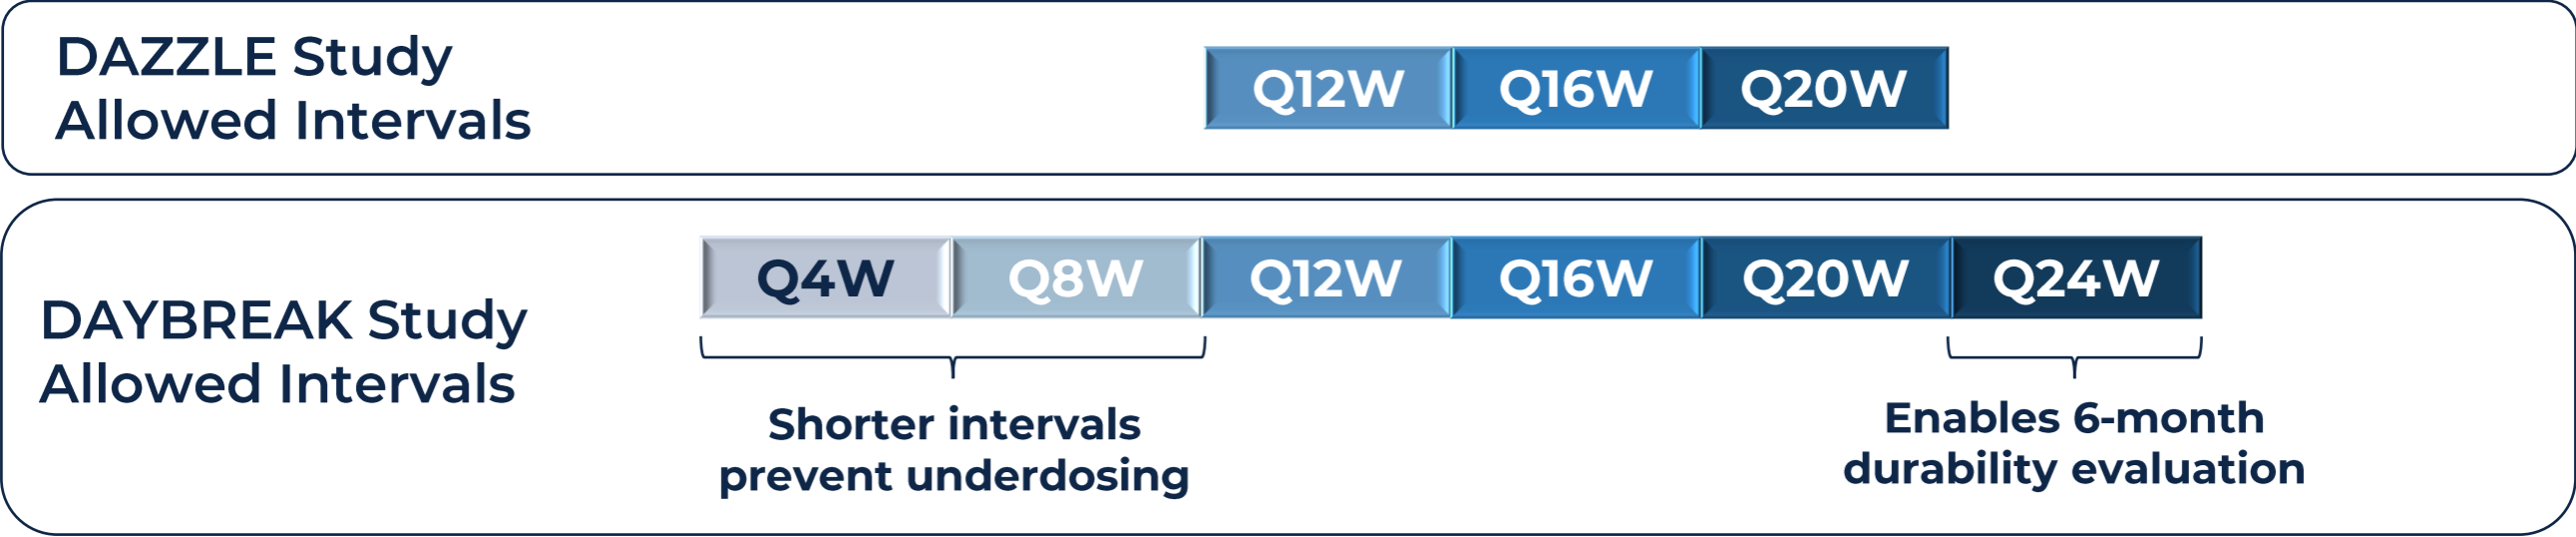 DAZZLE Study
Allowed Intervals
Q12W Q16W Q20W
DAYBREAK Study
Allowed Intervals
Q4W Q8W Q12W Q16W Q20W Q24W
Shorter intervals
prevent underdosing
Enables 6-month
durability evaluation